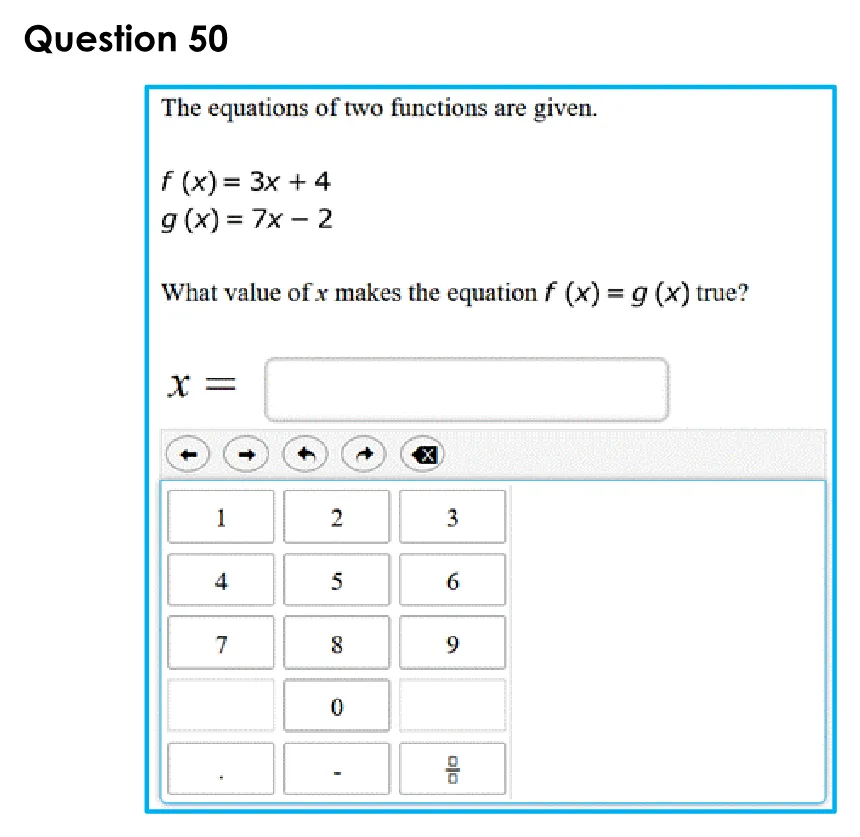 Question 50
The equations of two functions are given.
f (x) = 3x + 4
g (x) = 7x – 2
What value of x makes the equation f (x) = g (x) true?
x =
1 2 3
4 5 6
7 8 9
0
. -